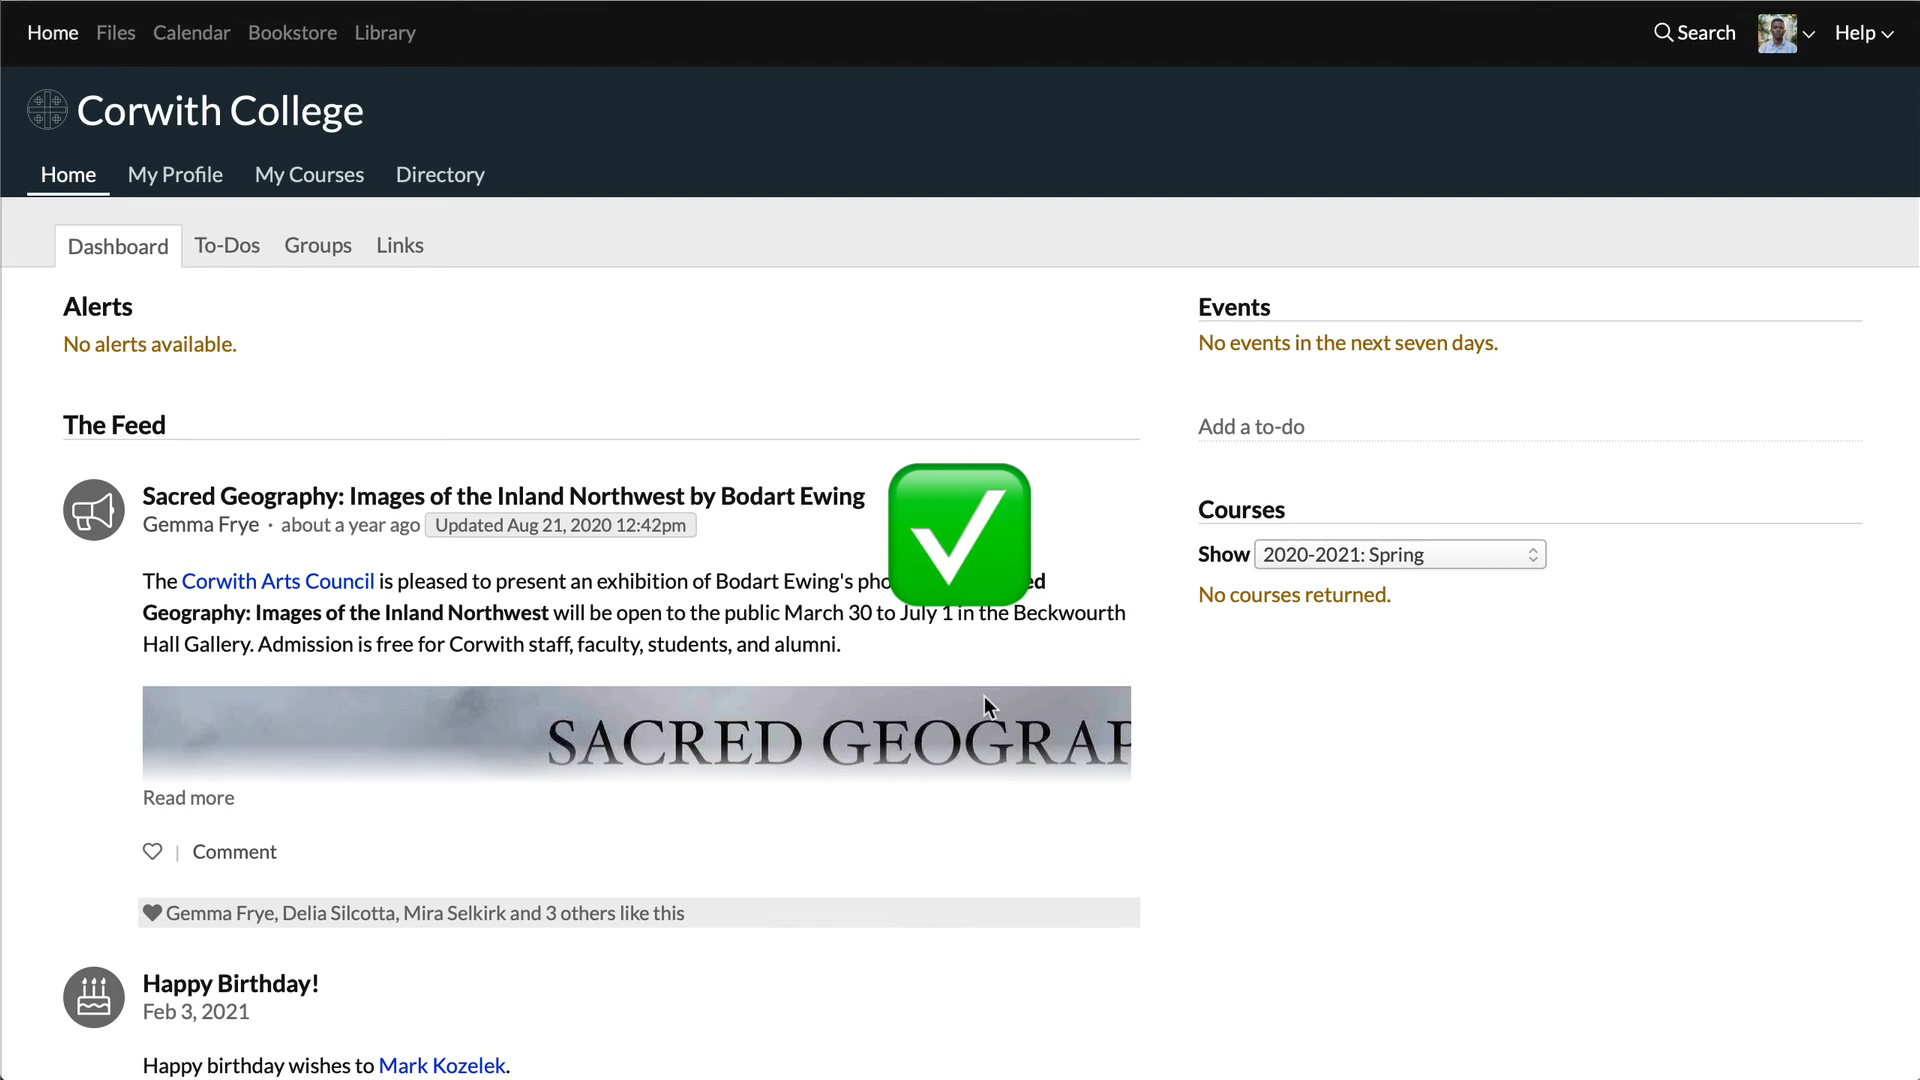 Home Files Calendar Bookstore Library Search Help
Corwith College
Home My Profile My Courses Directory
Dashboard To-Dos Groups Links
Alerts
No alerts available.
The Feed
Sacred Geography: Images of the Inland Northwest by Bodart Ewing
Gemma Frye · about a year ago Updated Aug 21, 2020 12:42pm
The Corwith Arts Council is pleased to present an exhibition of Bodart Ewing's
Geography: Images of the Inland Northwest will be open to the public March 30 to July 1 in the Beckwourth
Hall Gallery. Admission is free for Corwith staff, faculty, students, and alumni.
SACRED GEOGRAP
Read more
Comment
Gemma Frye, Delia Silcotta, Mira Selkirk and 3 others like this
Happy Birthday!
Feb 3, 2021
Happy birthday wishes to Mark Kozelek.
Events
No events in the next seven days.
Add a to-do
Courses
Show 2020-2021: Spring
No courses returned.